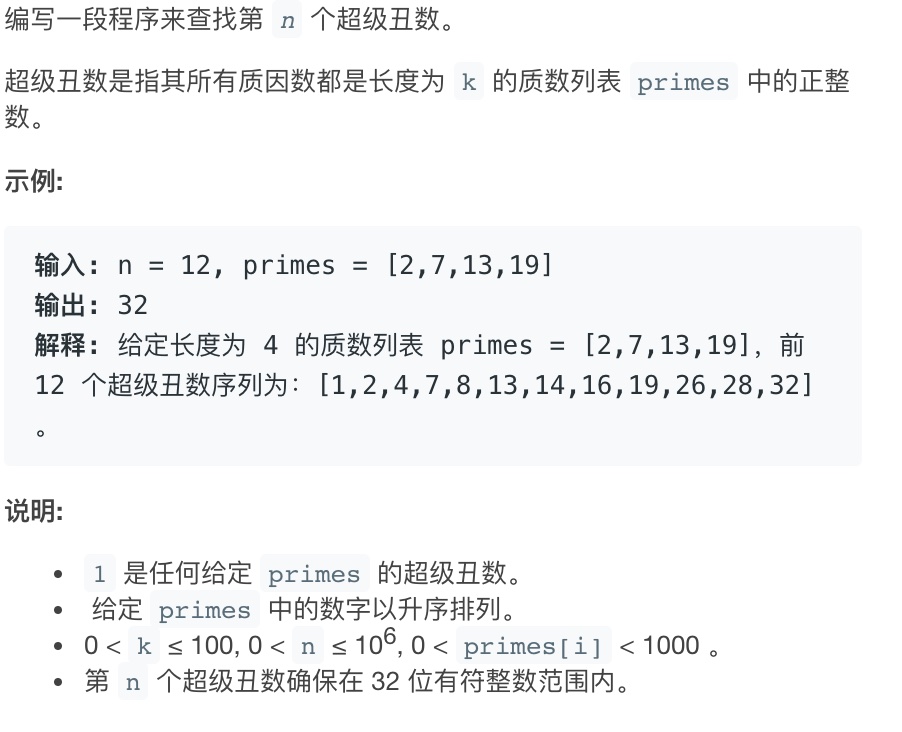 编写一段程序来查找第 n 个超级丑数。
超级丑数是指其所有质因数都是长度为 k 的质数列表 primes 中的正整
数。
示例:
输入: n = 12, primes = [2,7,13,19]
输出: 32
解释: 给定长度为 4 的质数列表 primes = [2,7,13,19]，前
12 个超级丑数序列为：[1,2,4,7,8,13,14,16,19,26,28,32]
。
说明:
• 1 是任何给定 primes 的超级丑数。
• 给定 primes 中的数字以升序排列。
• 0 < k ≤ 100, 0 < n ≤ 10⁶, 0 < primes[i] < 1000 。
• 第 n 个超级丑数确保在 32 位有符整数范围内。